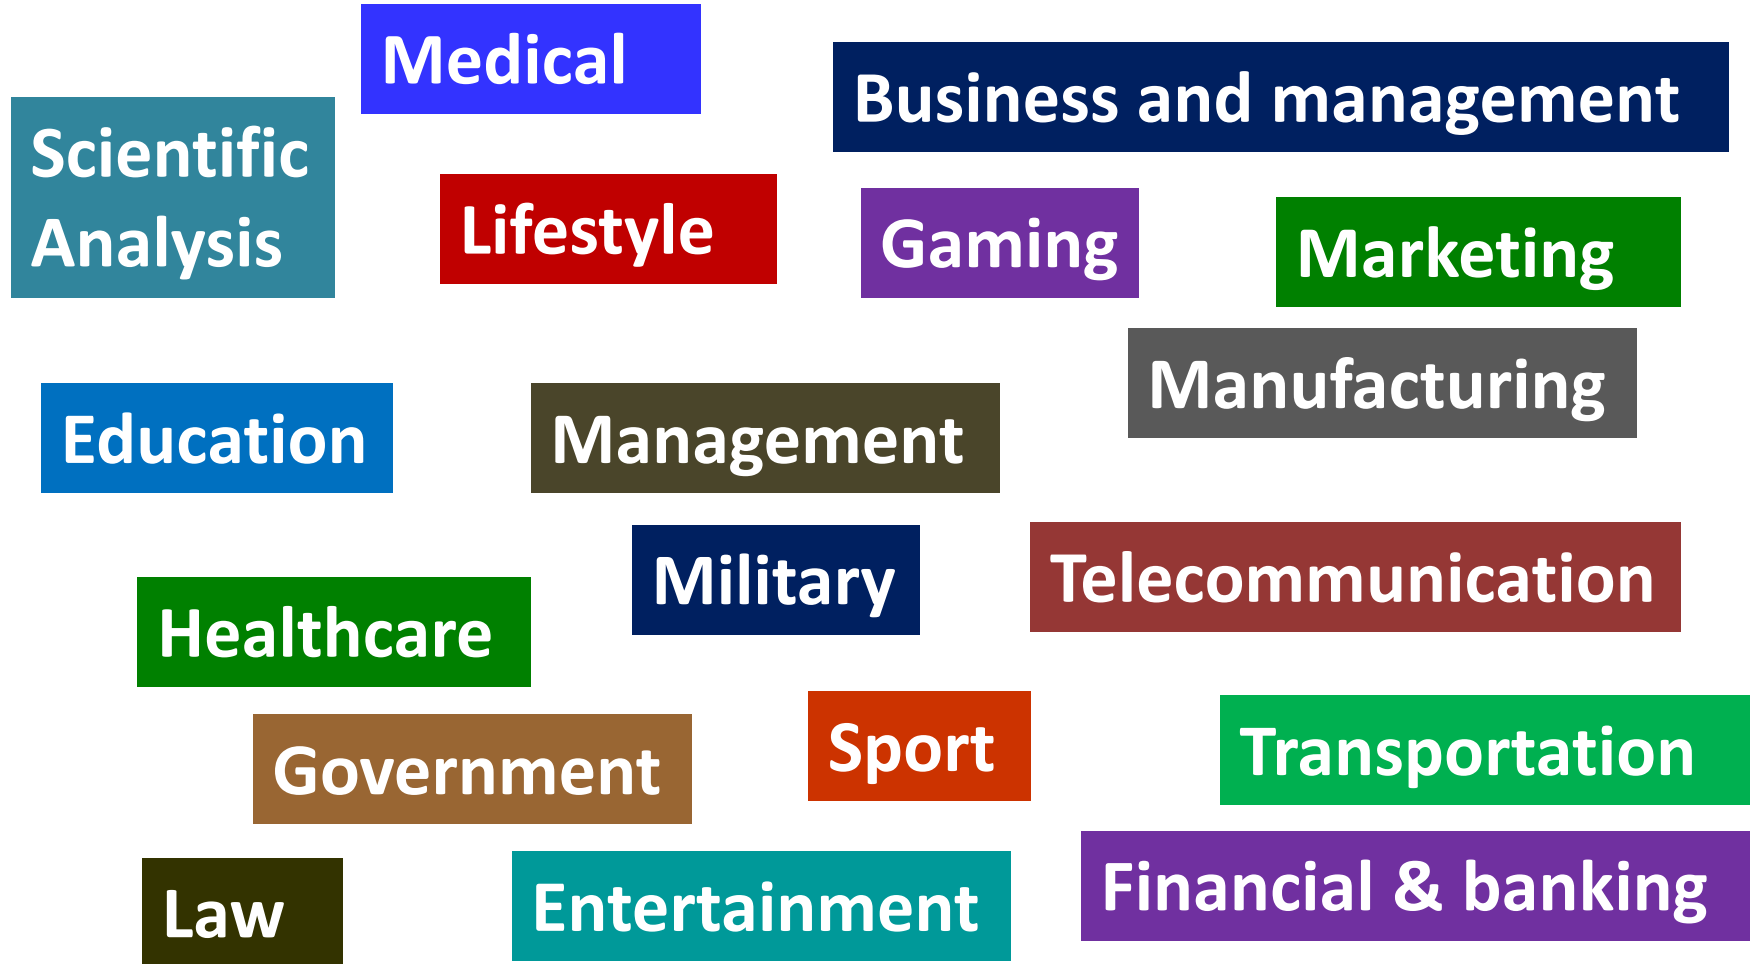 Medical
Business and management
Scientific
Analysis
Lifestyle
Gaming
Marketing
Manufacturing
Education
Management
Military
Telecommunication
Healthcare
Government
Sport
Transportation
Law
Entertainment
Financial & banking